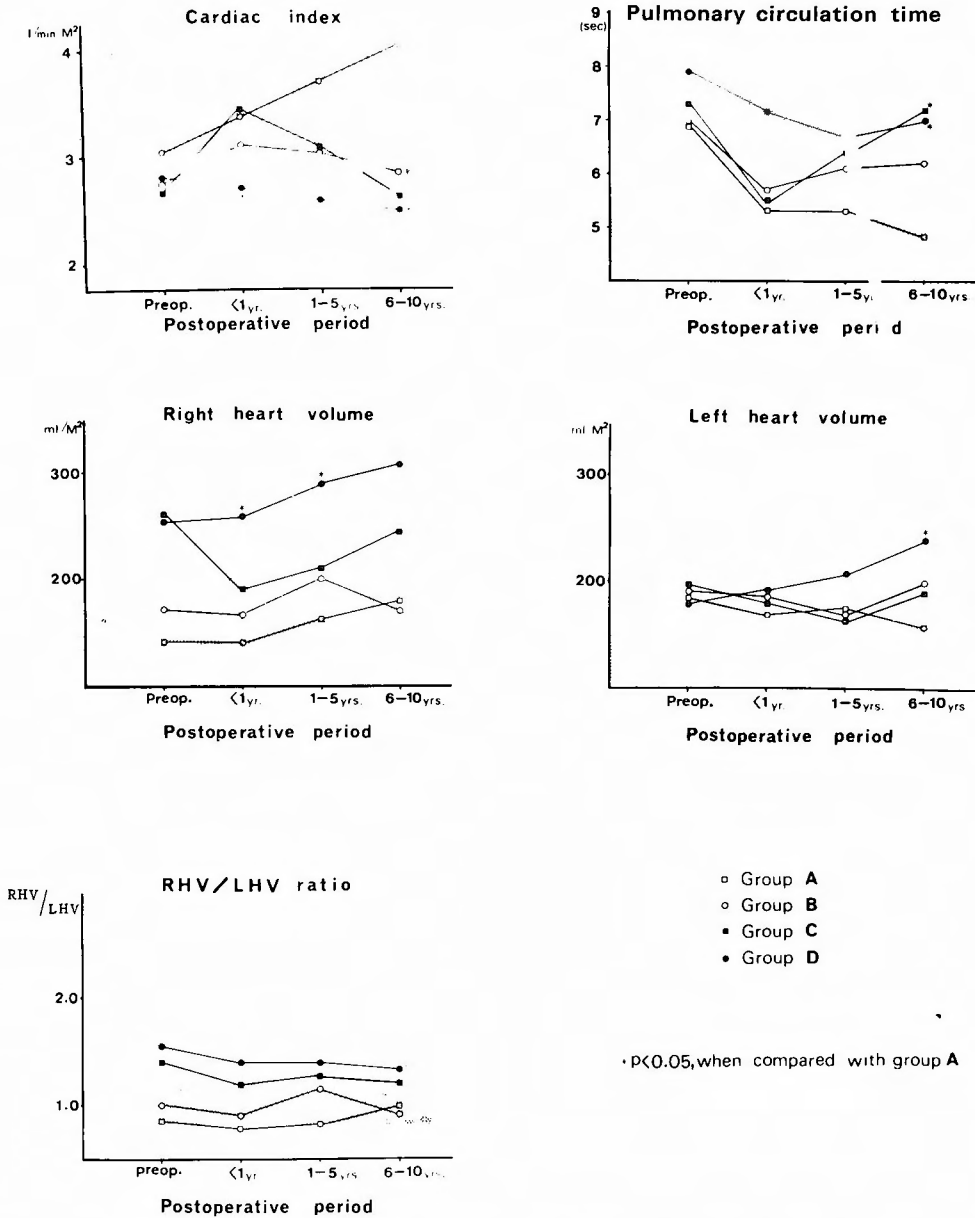 Cardiac index
l/min M²
4
3
2
Preop. <1yr. 1-5yrs 6-10yrs.
Postoperative period
Pulmonary circulation time
9
(sec)
8
7
6
5
Preop. <1yr. 6-10yrs
Postoperative
Right heart volume
ml/M²
300
200
Preop. <1yr. 1-5yrs. 6-10yrs.
Postoperative period
Left heart volume
ml M²
200
Preop. <1yr. 1-5yrs. 6-10yrs
Postoperative period
RHV/LHV ratio
RHV/LHV
2.0
1.0
preop. <1yr 1-5yrs 6-10yrs.
Postoperative period
□ Group A
○ Group B
■ Group C
● Group D
• p<0.05, when compared with group A